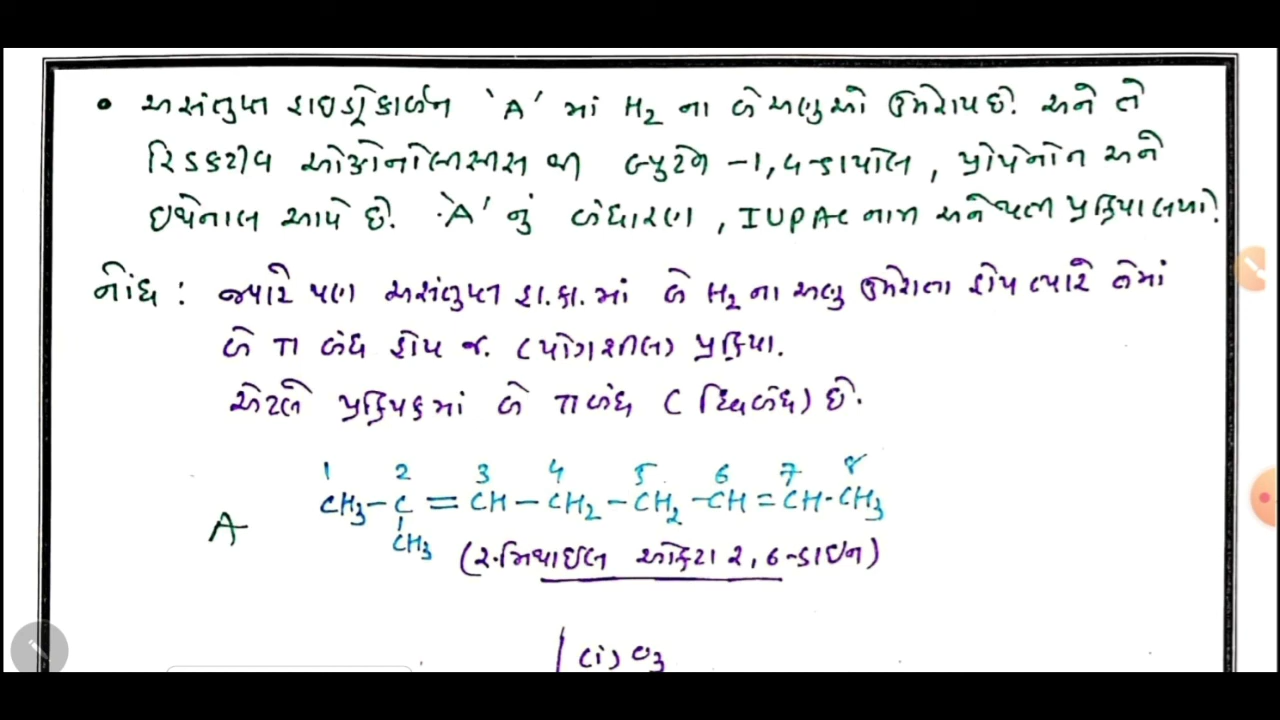 • અસંતૃપ્ત હાઇડ્રોકાર્બન 'A' માં H2 ના બે અણુઓ ઉમેરાય છે. અને તે
રિડક્ટીવ ઓઝોનોલિસીસ થી બ્યુટેન -1,4-ડાયાલ, પ્રોપેનોન અને
ઇથેનાલ આપે છે. 'A' નું બંધારણ, IUPAC નામ અને થતી પ્રક્રિયા લખો.
નોંધ : જ્યારે પણ અસંતૃપ્ત હા.કા. માં બે H2 ના અણુ ઉમેરાતા હોય ત્યારે તેમાં
બે π બંધ હોય જ. (યોગશીલ) પ્રક્રિયા.
એટલે પ્રક્રિયકમાં બે π બંધ (દ્વિબંધ) છે.
1 2 3 4 5 6 7 8
A CH3-C=CH-CH2-CH2-CH=CH-CH3
CH3 (2-મિથાઇલ ઓક્ટા 2,6-ડાઇન)
(i) O3